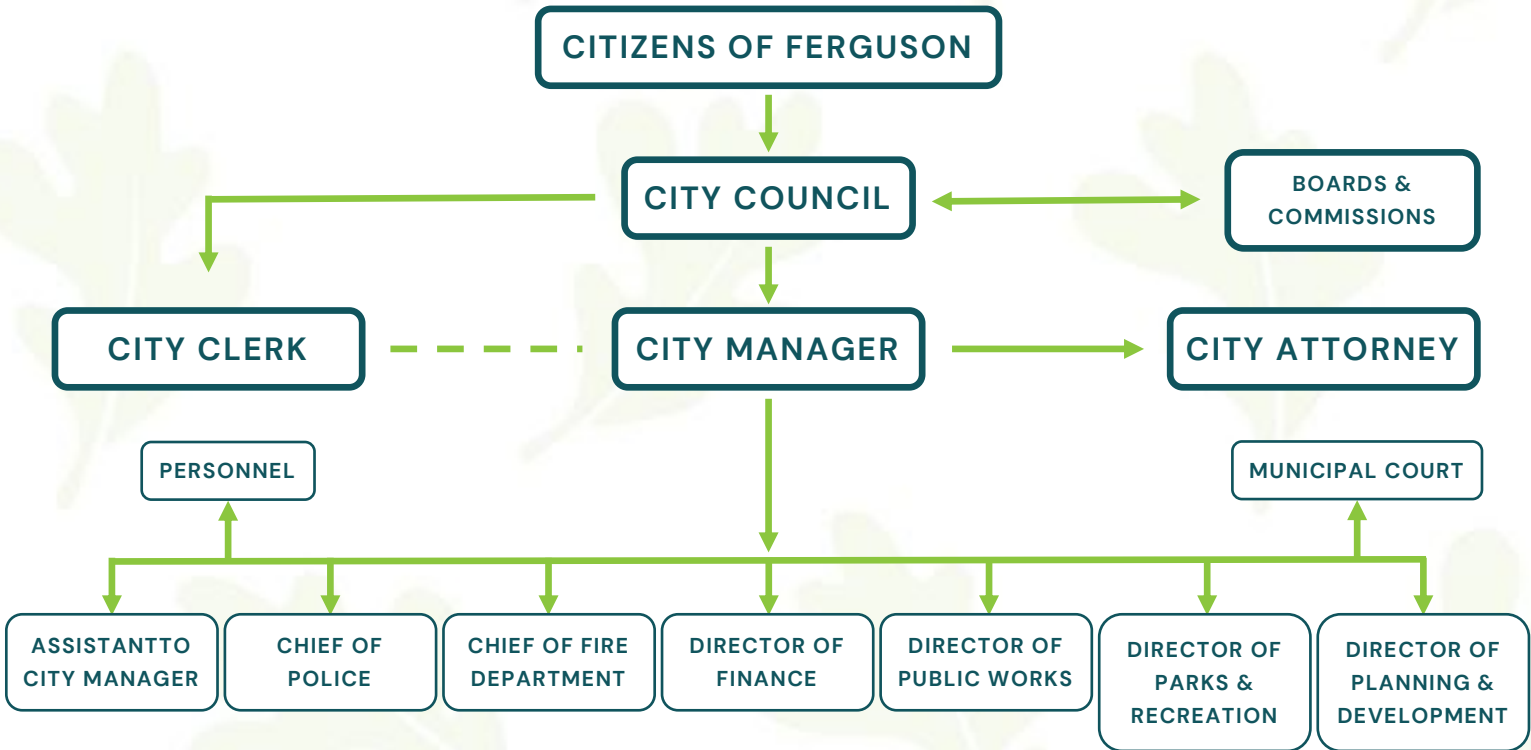 CITIZENS OF FERGUSON
CITY COUNCIL
BOARDS &
COMMISSIONS
CITY CLERK
CITY MANAGER
CITY ATTORNEY
PERSONNEL
MUNICIPAL COURT
ASSISTANTTO
CITY MANAGER
CHIEF OF
POLICE
CHIEF OF FIRE
DEPARTMENT
DIRECTOR OF
FINANCE
DIRECTOR OF
PUBLIC WORKS
DIRECTOR OF
PARKS &
RECREATION
DIRECTOR OF
PLANNING &
DEVELOPMENT